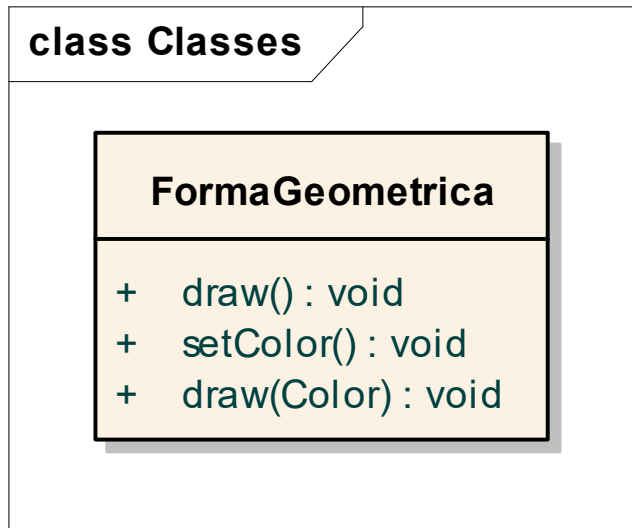 class Classes
FormaGeometrica
+ draw() : void
+ setColor() : void
+ draw(Color) : void